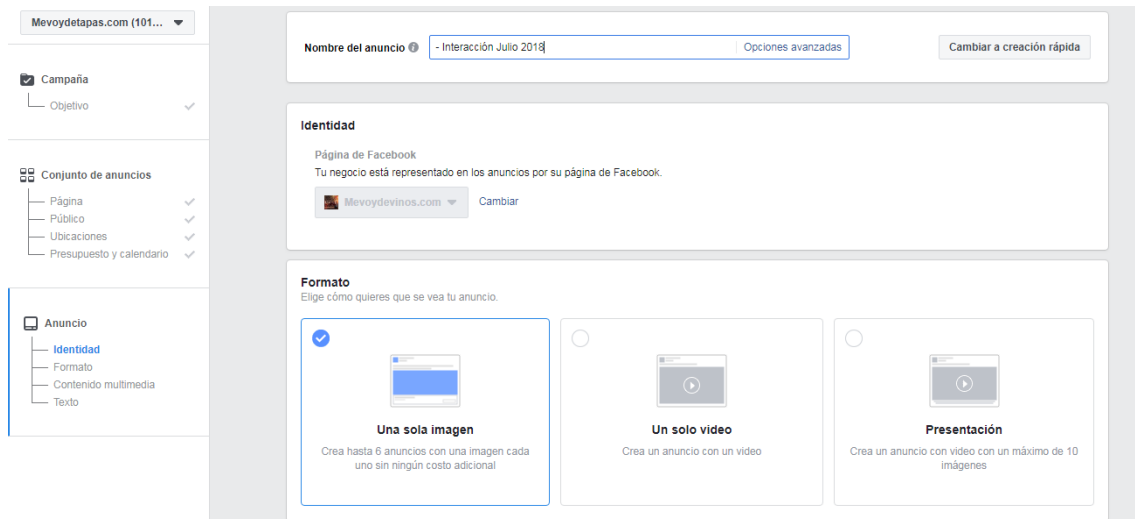 Mevoydetapas.com (101...
Campaña
Objetivo
Conjunto de anuncios
Página
Público
Ubicaciones
Presupuesto y calendario
Anuncio
Identidad
Formato
Contenido multimedia
Texto
Nombre del anuncio - Interacción Julio 2018 Opciones avanzadas Cambiar a creación rápida
Identidad
Página de Facebook
Tu negocio está representado en los anuncios por su página de Facebook.
Mevoydevinos.com Cambiar
Formato
Elige cómo quieres que se vea tu anuncio.
Una sola imagen
Crea hasta 6 anuncios con una imagen cada
uno sin ningún costo adicional
Un solo video
Crea un anuncio con un video
Presentación
Crea un anuncio con video con un máximo de 10
imágenes